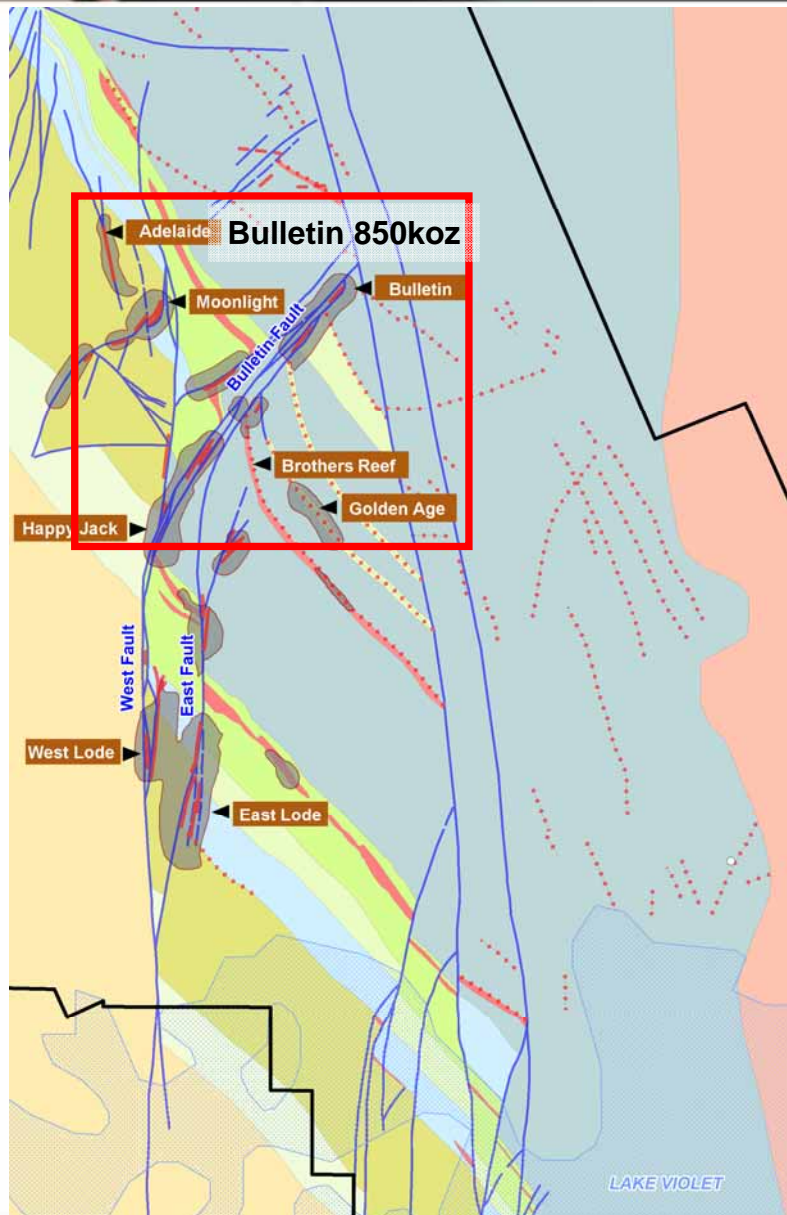 Adelaide
Bulletin 850koz
Moonlight
Bulletin
Bulletin Fault
Brothers Reef
Golden Age
Happy Jack
West Fault
East Fault
West Lode
East Lode
LAKE VIOLET